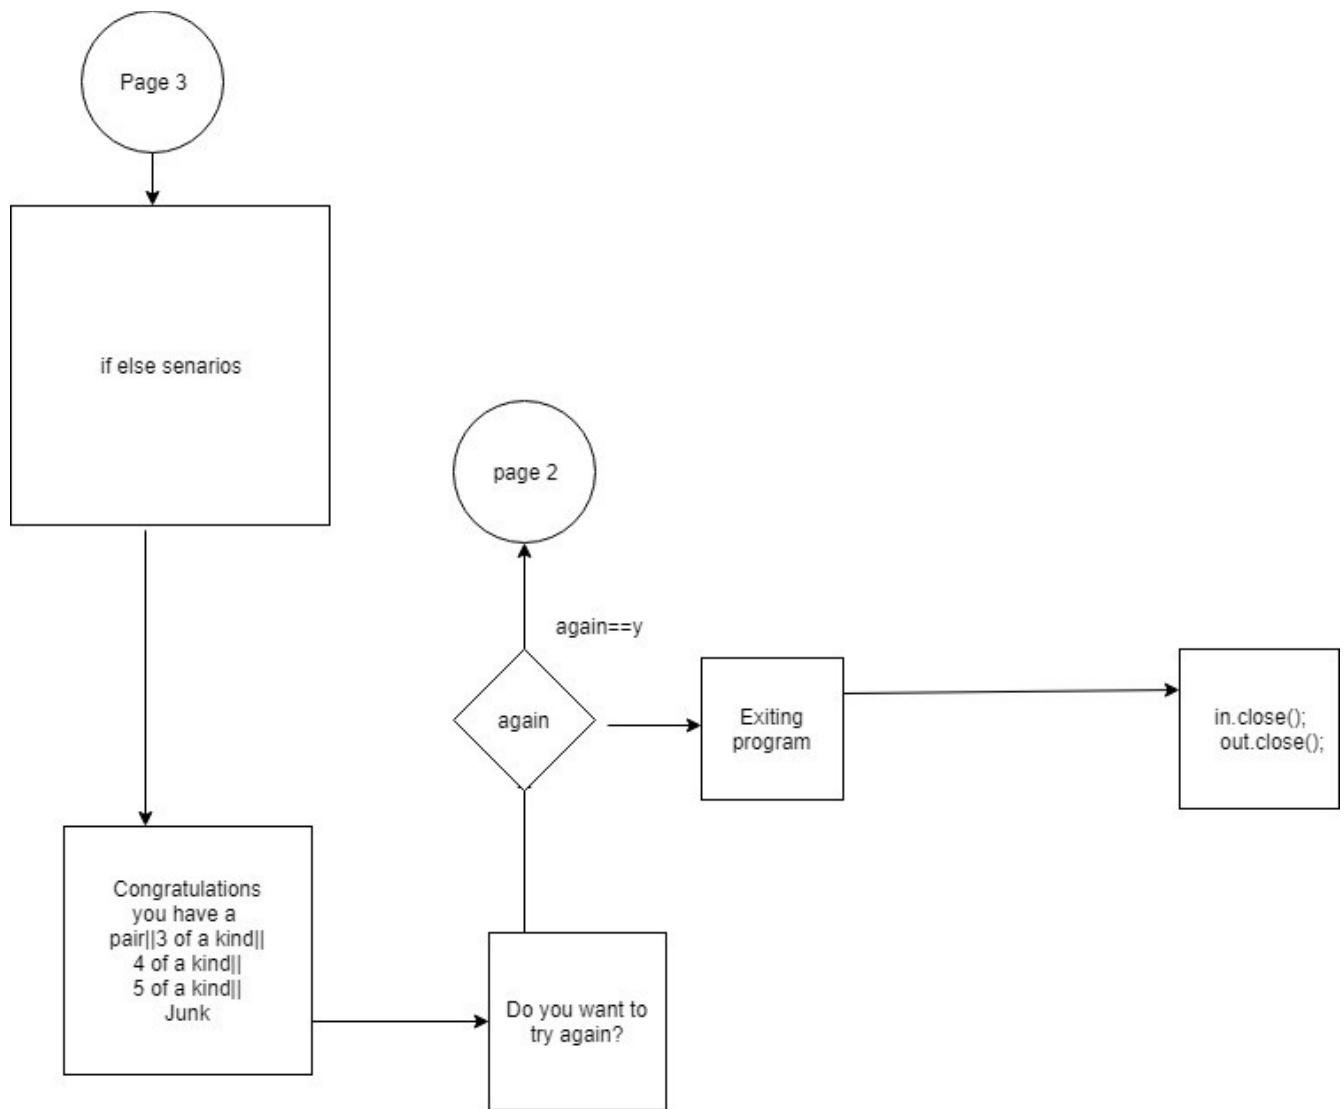 Page 3
if else senarios
page 2
again==y
again
Exiting
program
in.close();
out.close();
Congratulations
you have a
pair||3 of a kind||
4 of a kind||
5 of a kind||
Junk
Do you want to
try again?